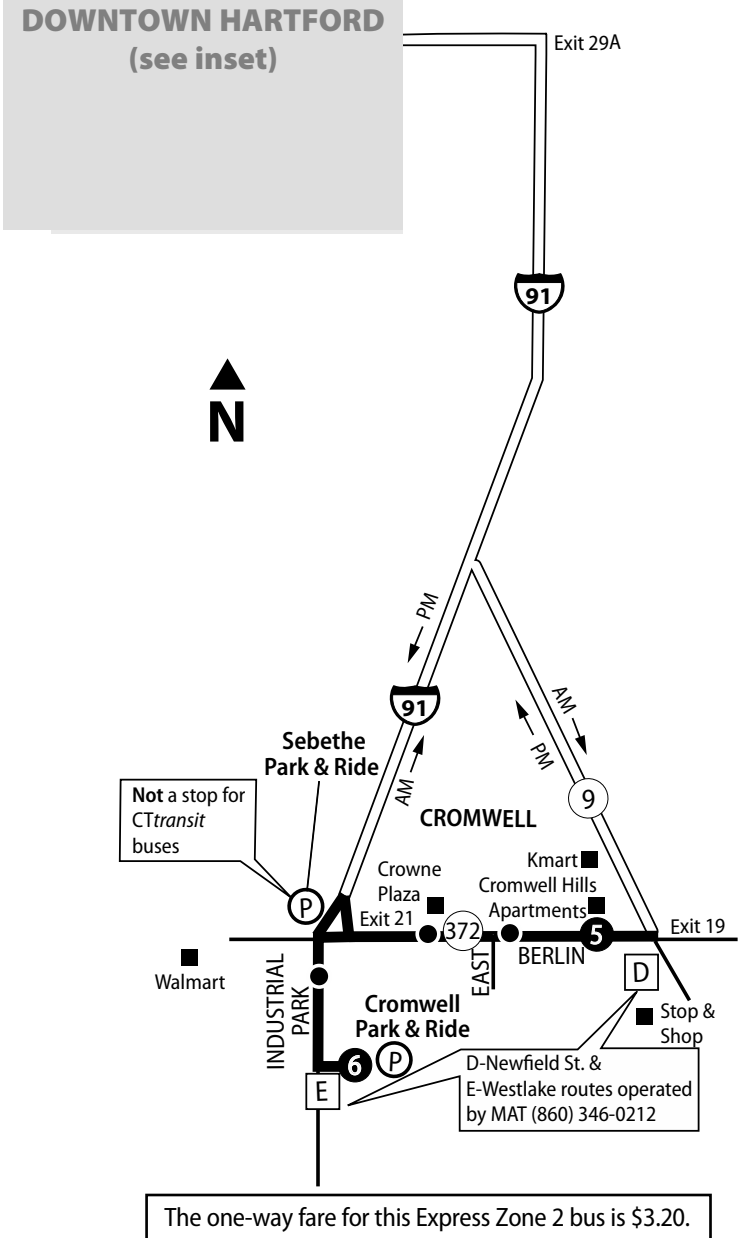 DOWNTOWN HARTFORD
(see inset)
Exit 29A
91
N
PM
91
AM
AM
PM
9
Sebethe
Park & Ride
Not a stop for
CTtransit
buses
CROMWELL
Kmart
Crowne
Plaza
Cromwell Hills
Apartments
P
Exit 21
372
5
Exit 19
BERLIN
EAST
Walmart
D
INDUSTRIAL
PARK
Cromwell
Park & Ride
Stop &
Shop
6
P
E
D-Newfield St. &
E-Westlake routes operated
by MAT (860) 346-0212
The one-way fare for this Express Zone 2 bus is $3.20.